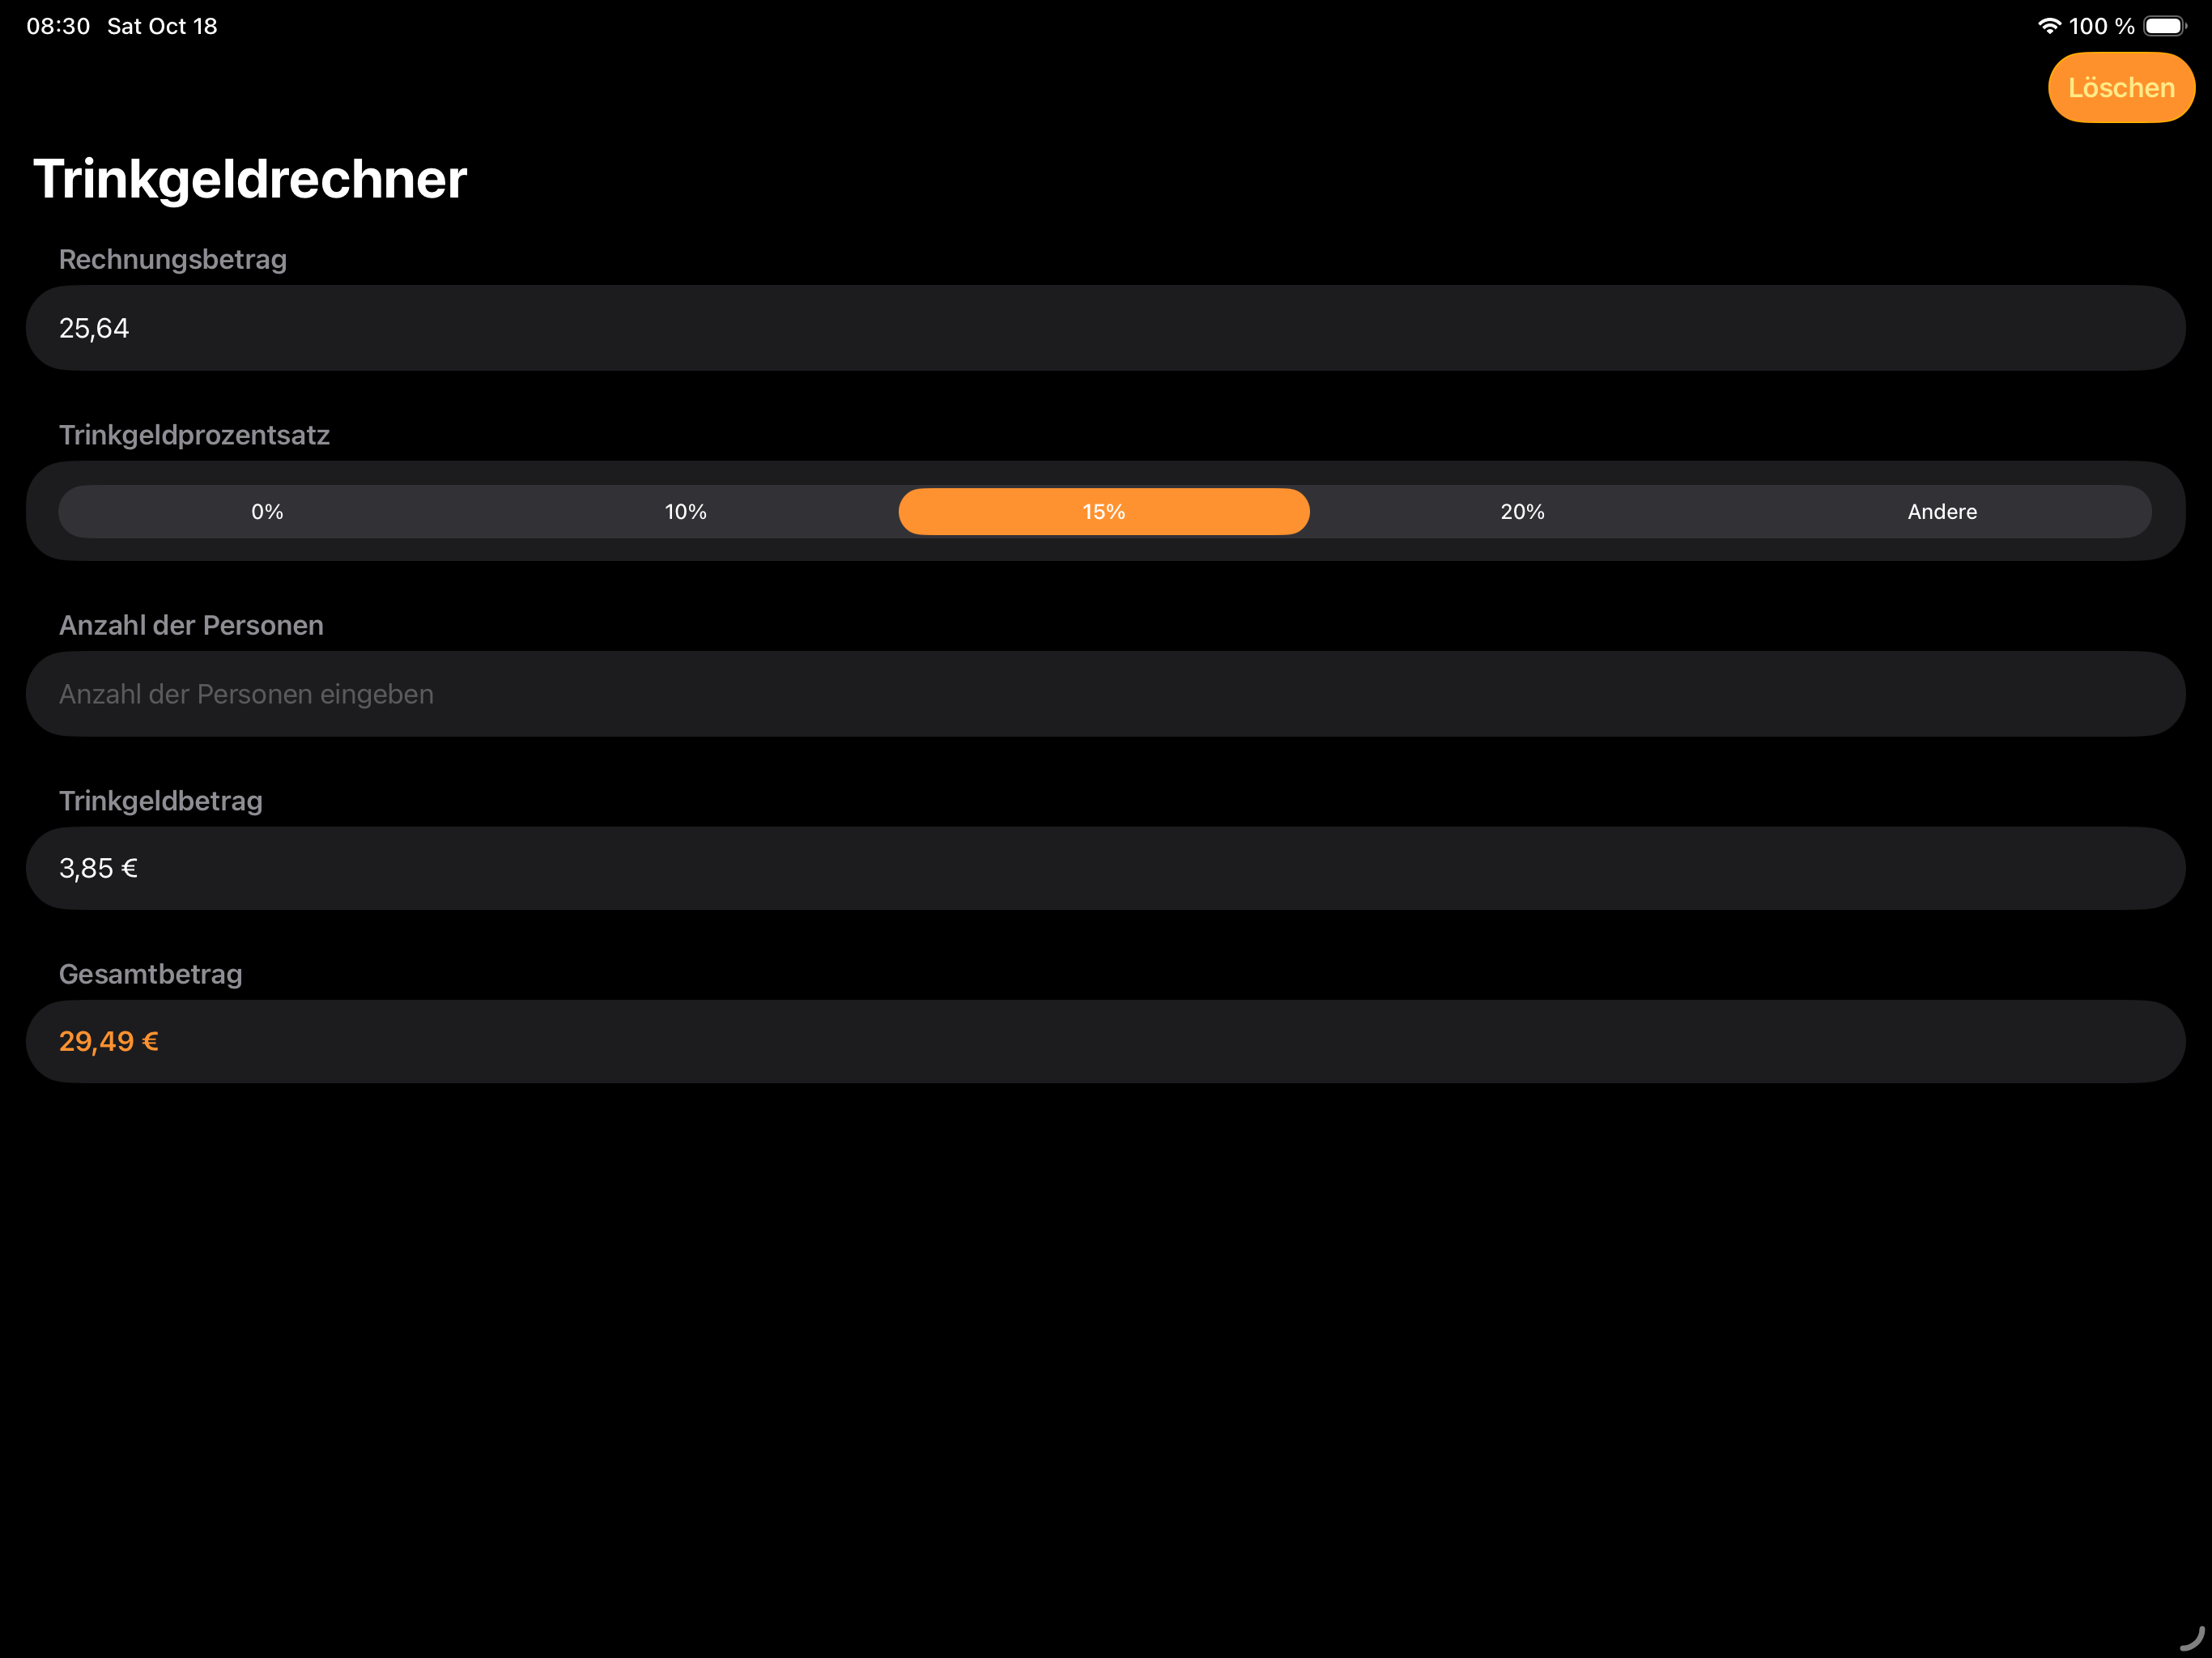 08:30 Sat Oct 18
100 %
Löschen
Trinkgeldrechner
Rechnungsbetrag
25,64
Trinkgeldprozentsatz
0% 10% 15% 20% Andere
Anzahl der Personen
Anzahl der Personen eingeben
Trinkgeldbetrag
3,85 €
Gesamtbetrag
29,49 €